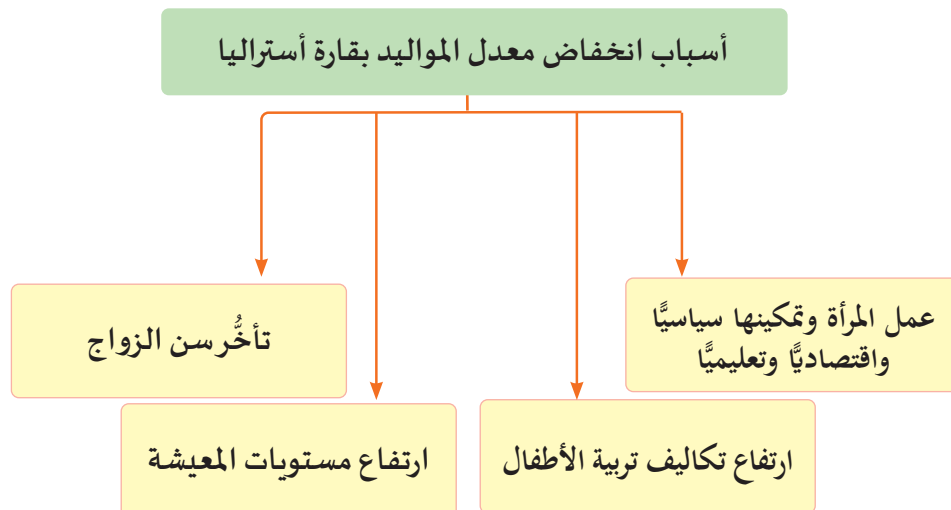 أسباب انخفاض معدل المواليد بقارة أستراليا
عمل المرأة وتمكينها سياسيًّا
واقتصاديًّا وتعليميًّا
ارتفاع تكاليف تربية الأطفال
ارتفاع مستويات المعيشة
تأخُّر سن الزواج